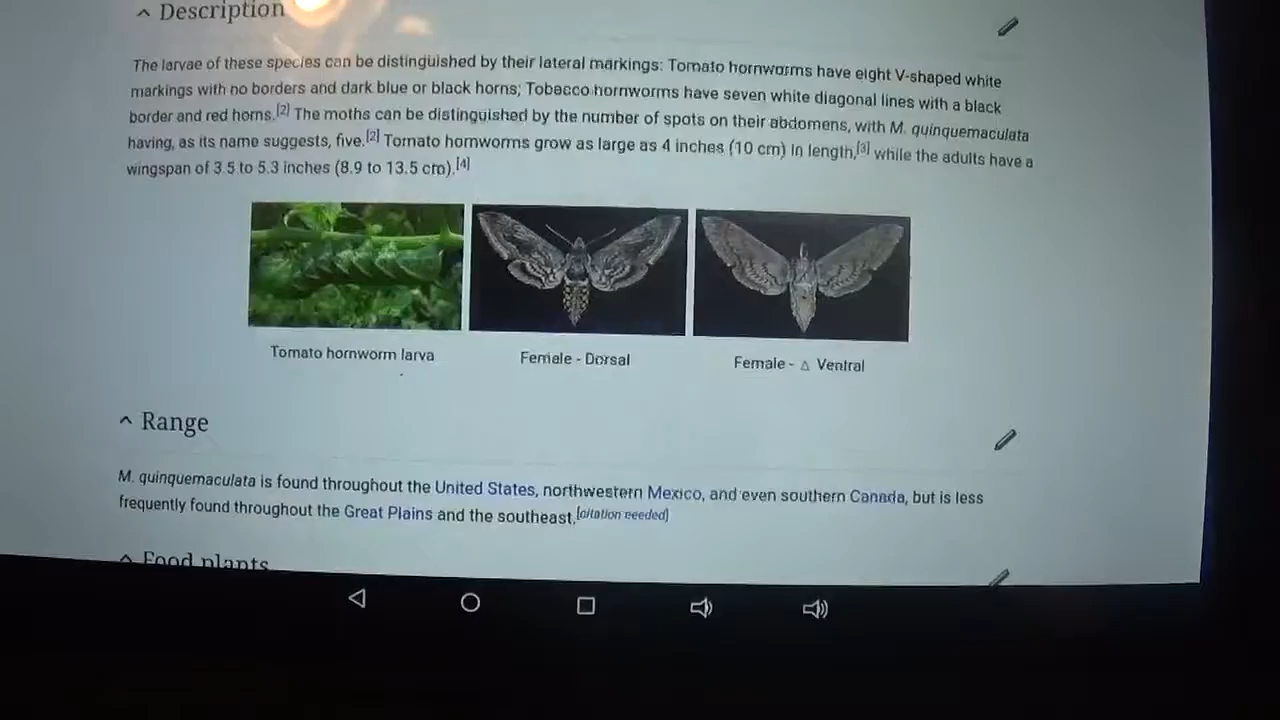 ^ Description
The larvae of these species can be distinguished by their lateral markings: Tomato hornworms have eight V-shaped white
markings with no borders and dark blue or black horns; Tobacco hornworms have seven white diagonal lines with a black
border and red horns.[2] The moths can be distinguished by the number of spots on their abdomens, with M. quinquemaculata
having, as its name suggests, five.[2] Tomato hornworms grow as large as 4 inches (10 cm) in length,[3] while the adults have a
wingspan of 3.5 to 5.3 inches (8.9 to 13.5 cm).[4]
Tomato hornworm larva
Female - Dorsal
Female - △ Ventral
^ Range
M. quinquemaculata is found throughout the United States, northwestern Mexico, and even southern Canada, but is less
frequently found throughout the Great Plains and the southeast.[citation needed]
^ Food plants